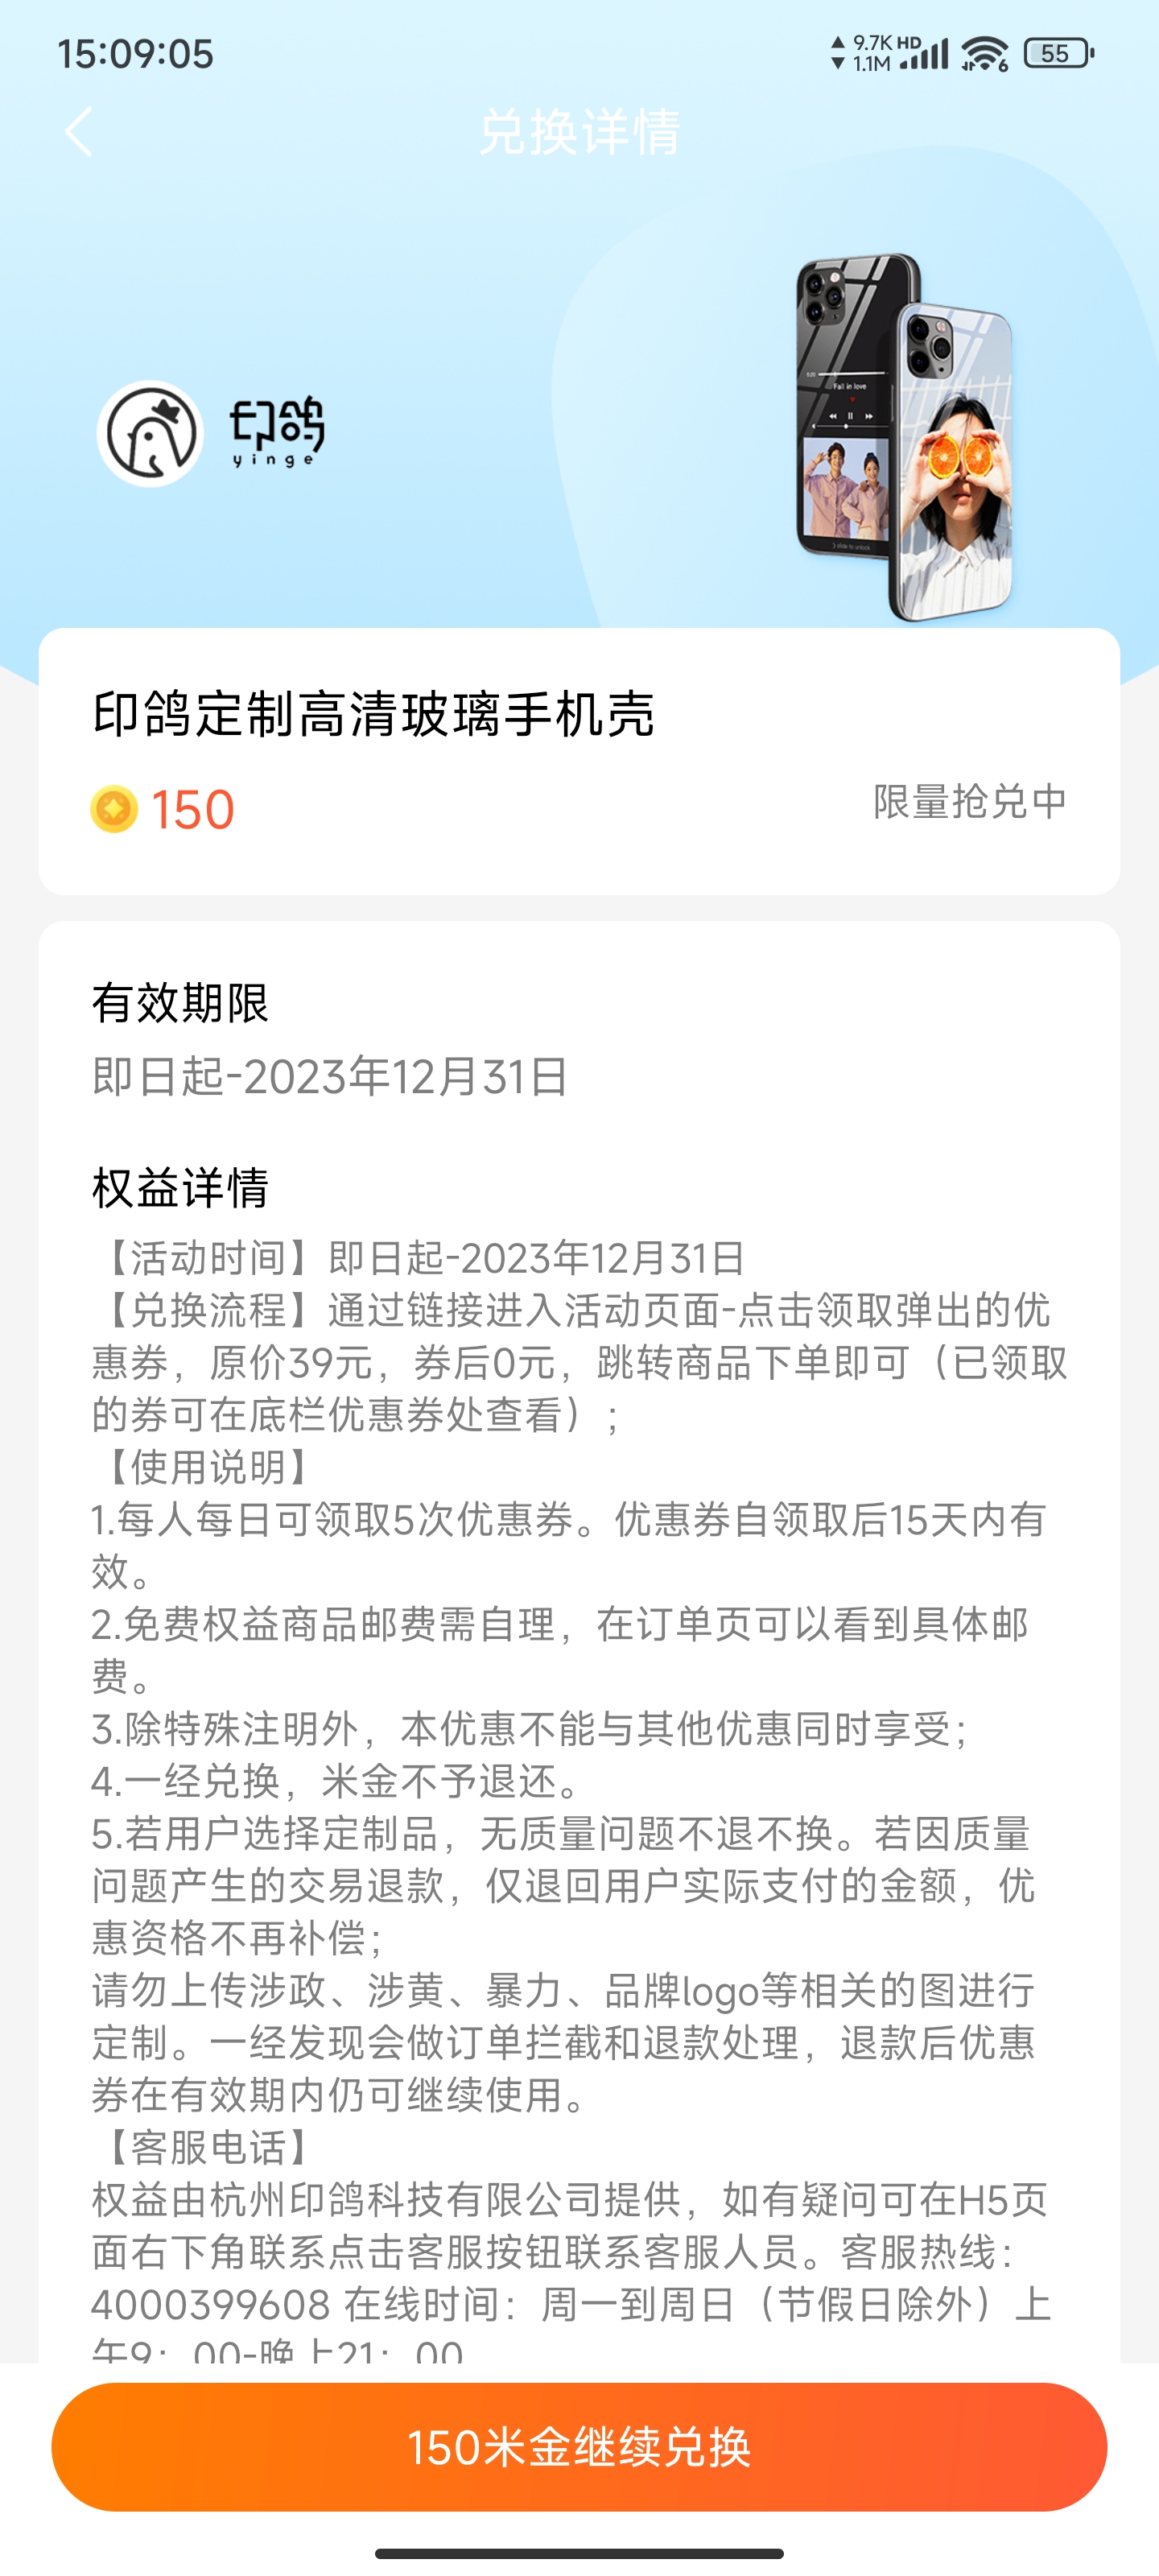 15:09:05
9.7K HD
1.1M
6
55
兑换详情
Fall in love
slide to unlock
印鸽
yinge
印鸽定制高清玻璃手机壳
150
限量抢兑中
有效期限
即日起-2023年12月31日
权益详情
【活动时间】即日起-2023年12月31日
【兑换流程】通过链接进入活动页面-点击领取弹出的优
惠券，原价39元，券后0元，跳转商品下单即可（已领取
的券可在底栏优惠券处查看）；
【使用说明】
1.每人每日可领取5次优惠券。优惠券自领取后15天内有
效。
2.免费权益商品邮费需自理，在订单页可以看到具体邮
费。
3.除特殊注明外，本优惠不能与其他优惠同时享受；
4.一经兑换，米金不予退还。
5.若用户选择定制品，无质量问题不退不换。若因质量
问题产生的交易退款，仅退回用户实际支付的金额，优
惠资格不再补偿；
请勿上传涉政、涉黄、暴力、品牌logo等相关的图进行
定制。一经发现会做订单拦截和退款处理，退款后优惠
券在有效期内仍可继续使用。
【客服电话】
权益由杭州印鸽科技有限公司提供，如有疑问可在H5页
面右下角联系点击客服按钮联系客服人员。客服热线：
4000399608 在线时间：周一到周日（节假日除外）上
午9：00-晚上21：00
150米金继续兑换